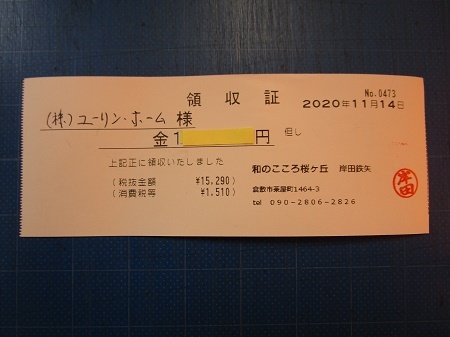 領収証
No.0473
2020年11月14日
(株)ユーリン・ホーム 様
金1 円 但し
上記正に領収いたしました
(税抜金額 ¥15,290)
(消費税等 ¥1,510)
和のこころ桜ヶ丘 岸田鉄矢
倉敷市茶屋町1464-3
tel 090-2806-2826
岸田